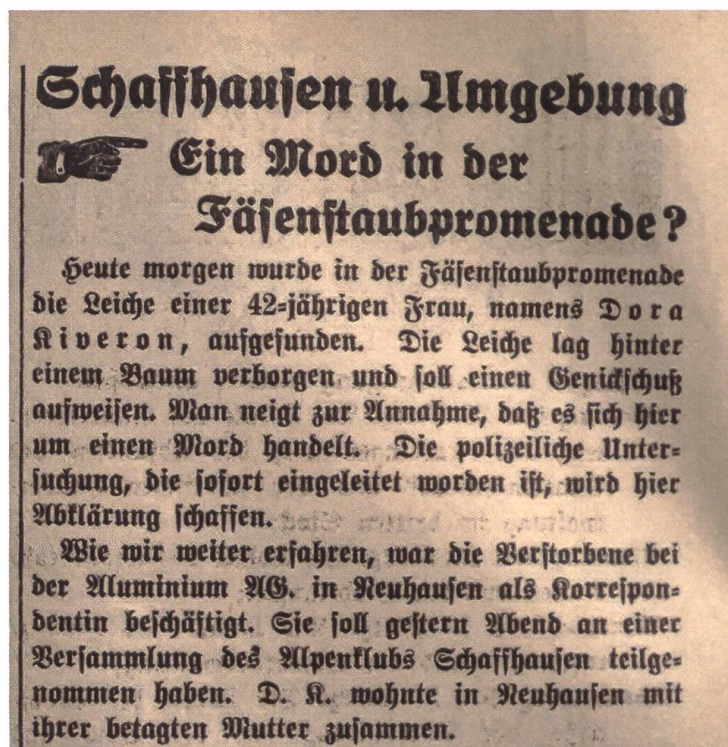 Schaffhausen u. Umgebung
Ein Mord in der
Fäsenstaubpromenade?
Heute morgen wurde in der Fäsenstaubpromenade
die Leiche einer 42-jährigen Frau, namens Dora
Kiveron, aufgefunden. Die Leiche lag hinter
einem Baum verborgen und soll einen Genickschuß
aufweisen. Man neigt zur Annahme, daß es sich hier
um einen Mord handelt. Die polizeiliche Unter-
suchung, die sofort eingeleitet worden ist, wird hier
Abklärung schaffen.
Wie wir weiter erfahren, war die Verstorbene bei
der Aluminium AG. in Neuhausen als Korrespon-
dentin beschäftigt. Sie soll gestern Abend an einer
Versammlung des Alpenklubs Schaffhausen teilge-
nommen haben. D. K. wohnte in Neuhausen mit
ihrer betagten Mutter zusammen.